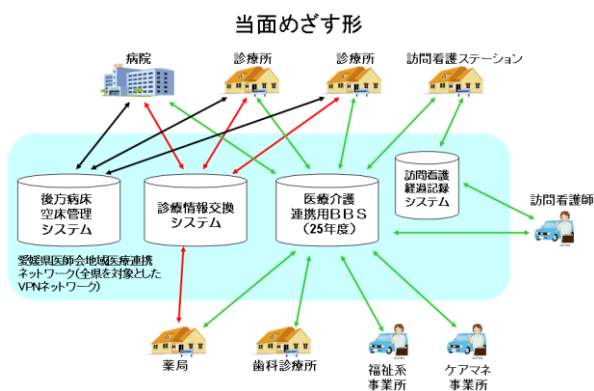 当面めざす形
病院
診療所
診療所
訪問看護ステーション
後方病床
空床管理
システム
診療情報交換
システム
医療介護
連携用BBS
(25年度)
訪問看護
経過記録
システム
訪問看護師
愛媛県医師会地域医療連携
ネットワーク(全県を対象とした
VPNネットワーク)
薬局
歯科診療所
福祉系
事業所
ケアマネ
事業所